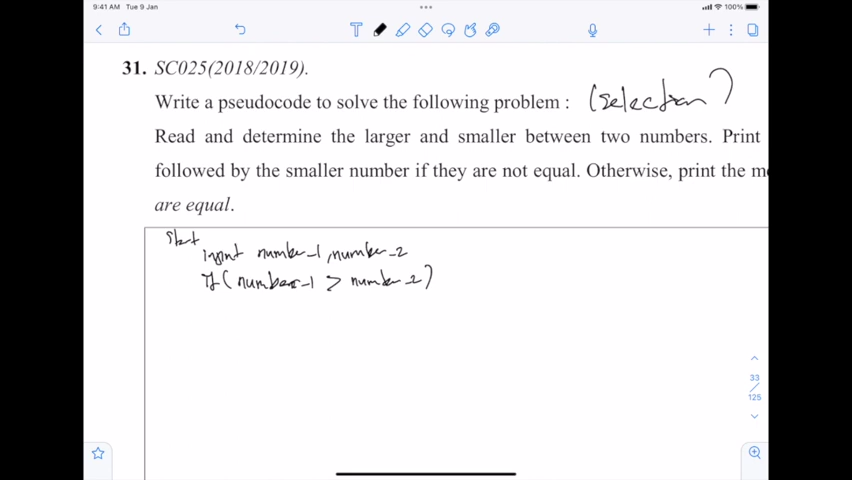 9:41 AM Tue 9 Jan
100%
31. SC025(2018/2019).
Write a pseudocode to solve the following problem : (selection)
Read and determine the larger and smaller between two numbers. Print
followed by the smaller number if they are not equal. Otherwise, print the me
are equal.
start
input number_1, number_2
If (number_1 > number_2)
33
/
125